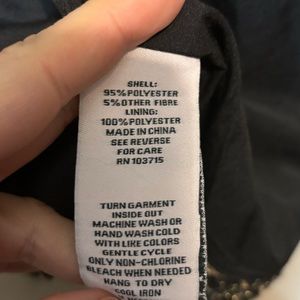 SHELL:
95% POLYESTER
5% OTHER FIBRE
LINING:
100% POLYESTER
MADE IN CHINA
SEE REVERSE
FOR CARE
RN 103715
TURN GARMENT
INSIDE OUT
MACHINE WASH OR
HAND WASH COLD
WITH LIKE COLORS
GENTLE CYCLE
ONLY NON-CHLORINE
BLEACH WHEN NEEDED
HANG TO DRY
COOL IRON